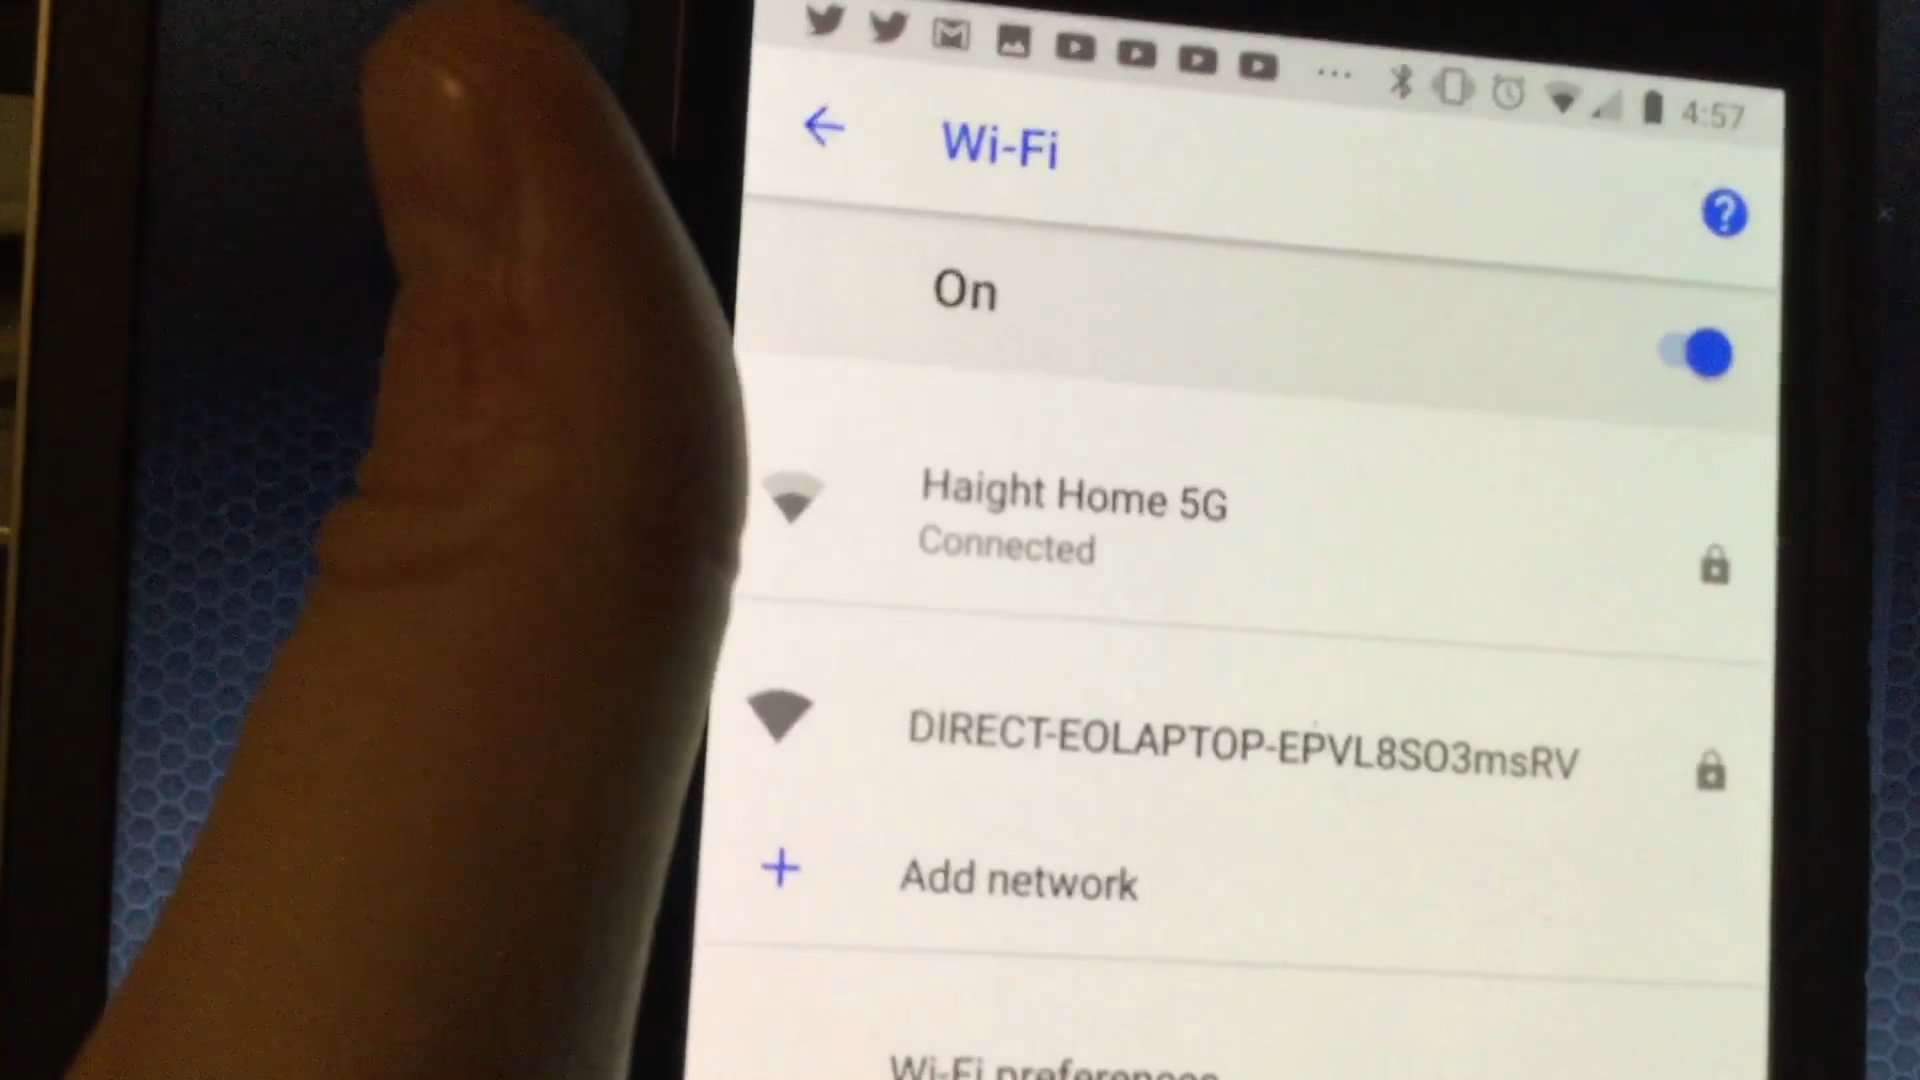 4:57
Wi-Fi
On
Haight Home 5G
Connected
DIRECT-EOLAPTOP-EPVL8SO3msRV
Add network
Wi-Fi preferences